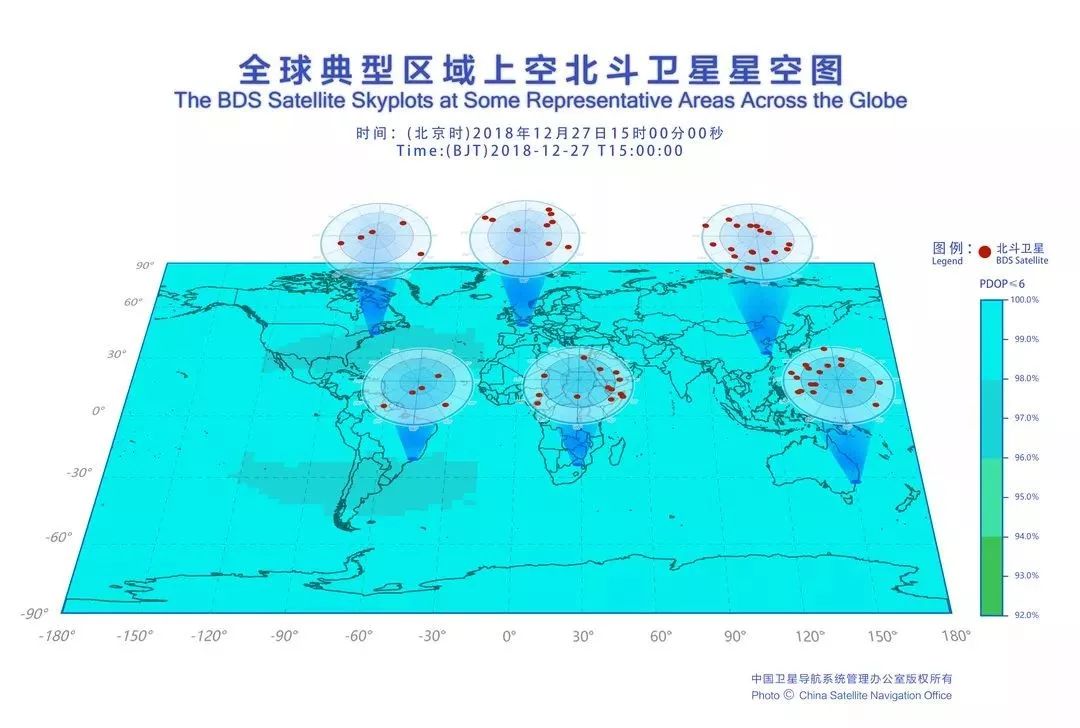 全球典型区域上空北斗卫星星空图
The BDS Satellite Skyplots at Some Representative Areas Across the Globe
时间：(北京时)2018年12月27日15时00分00秒
Time:(BJT)2018-12-27 T15:00:00
图例：
Legend
北斗卫星
BDS Satellite
PDOP≤6
100.0%
99.0%
98.0%
97.0%
96.0%
95.0%
94.0%
93.0%
92.0%
90°
60°
30°
0°
-30°
-60°
-90°
-180°
-150°
-120°
-90°
-60°
-30°
0°
30°
60°
90°
120°
150°
180°
中国卫星导航系统管理办公室版权所有
Photo © China Satellite Navigation Office